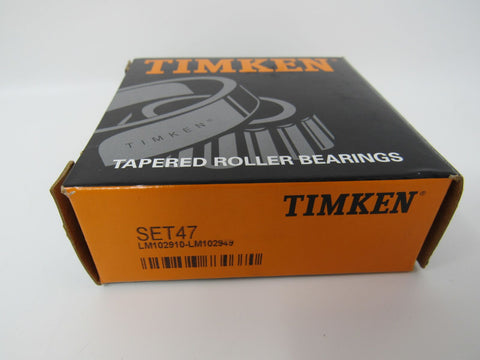 TIMKEN
TIMKEN®
TAPERED ROLLER BEARINGS
TIMKEN®
SET47
LM102910-LM102949